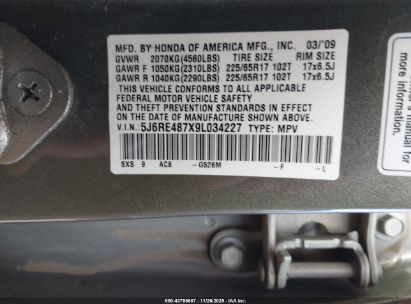 MFD. BY HONDA OF AMERICA MFG., INC. 03/'09
GVWR 2070KG(4560LBS) TIRE SIZE RIM SIZE
GAWR F 1050KG(2310LBS) 225/65R17 102T 17x6.5J
GAWR R 1040KG(2290LBS) 225/65R17 102T 17x6.5J
THIS VEHICLE CONFORMS TO ALL APPLICABLE
FEDERAL MOTOR VEHICLE SAFETY
AND THEFT PREVENTION STANDARDS IN EFFECT
ON THE DATE OF MANUFACTURE SHOWN ABOVE.
V.I.N.: 5J6RE487X9L034227 TYPE: MPV
SXS 9 AC6 -G526M -F -L